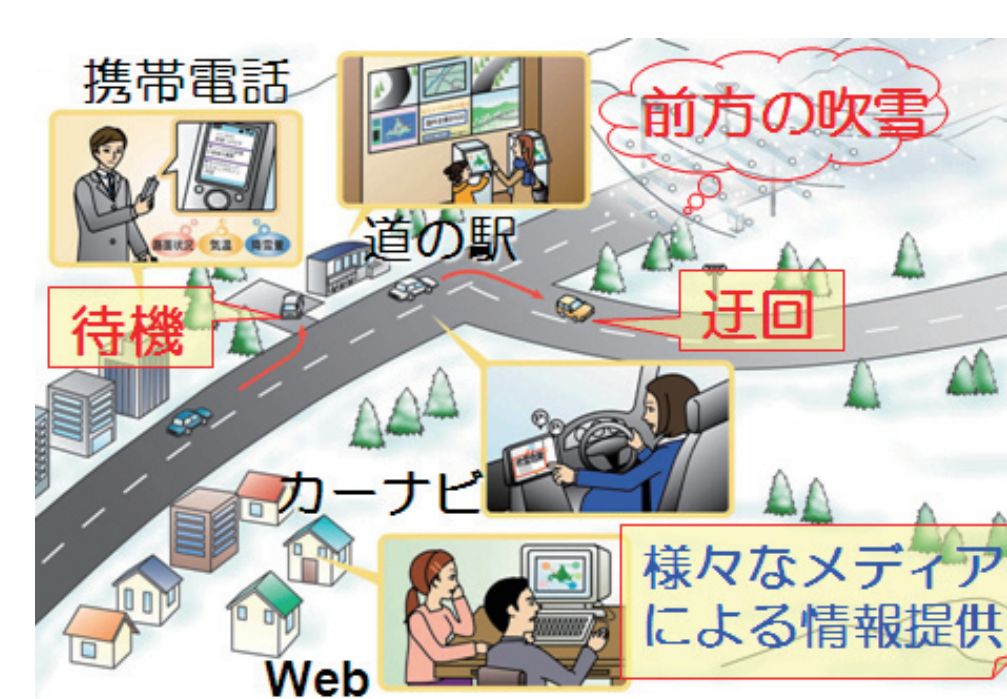 携帯電話
前方の吹雪
路面状況 気温 降雪量
道の駅
待機
迂回
カーナビ
様々なメディア
による情報提供
Web